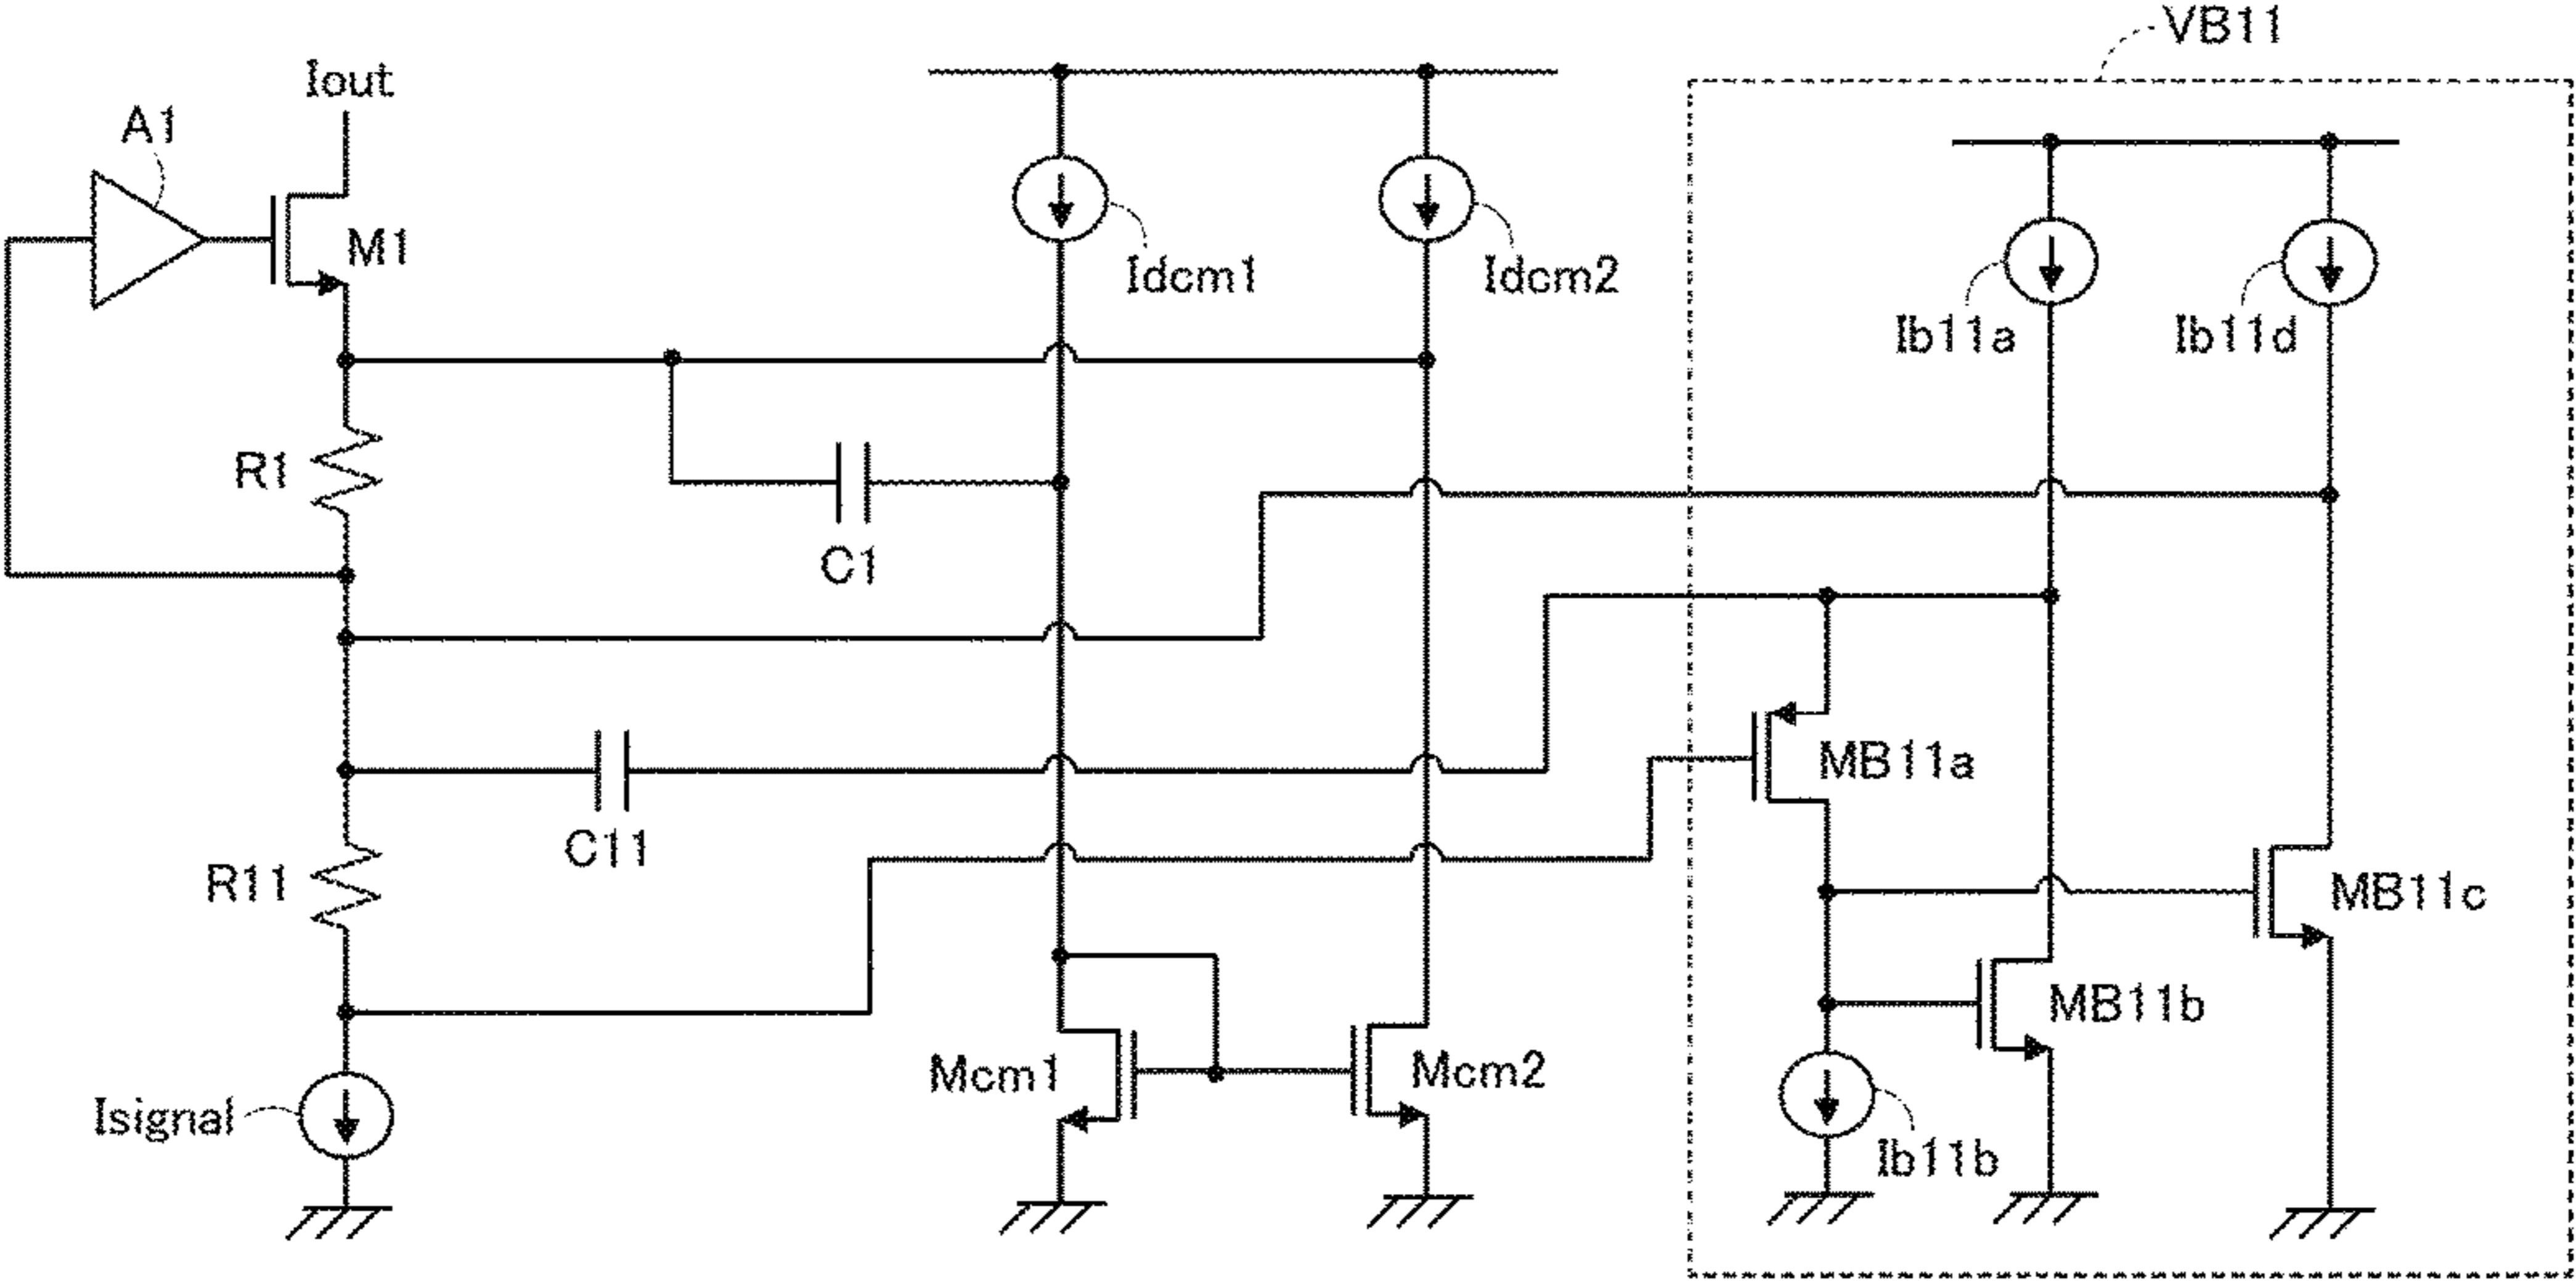 VB11
Iout
A1
M1
Idcm1
Idcm2
Ib11a
Ib11d
R1
C1
MB11a
C11
R11
MB11c
MB11b
Mcm1
Mcm2
Isignal
Ib11b